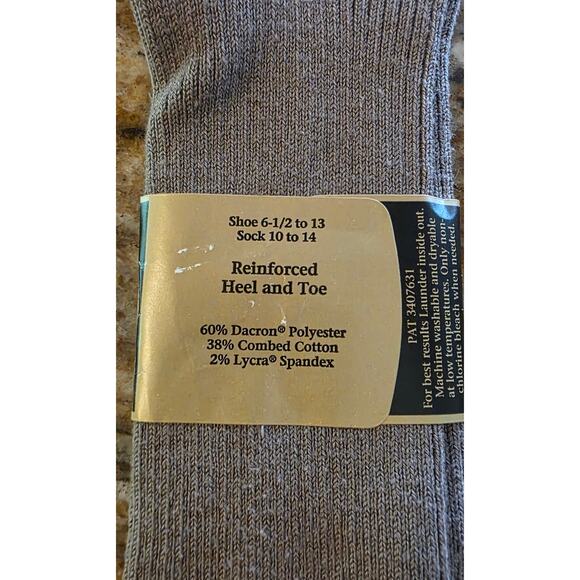 Shoe 6-1/2 to 13
Sock 10 to 14
Reinforced
Heel and Toe
60% Dacron® Polyester
38% Combed Cotton
2% Lycra® Spandex
PAT 3407631
For best results Launder inside out.
Machine washable and dryable
at low temperatures. Only non-
chlorine bleach when needed.